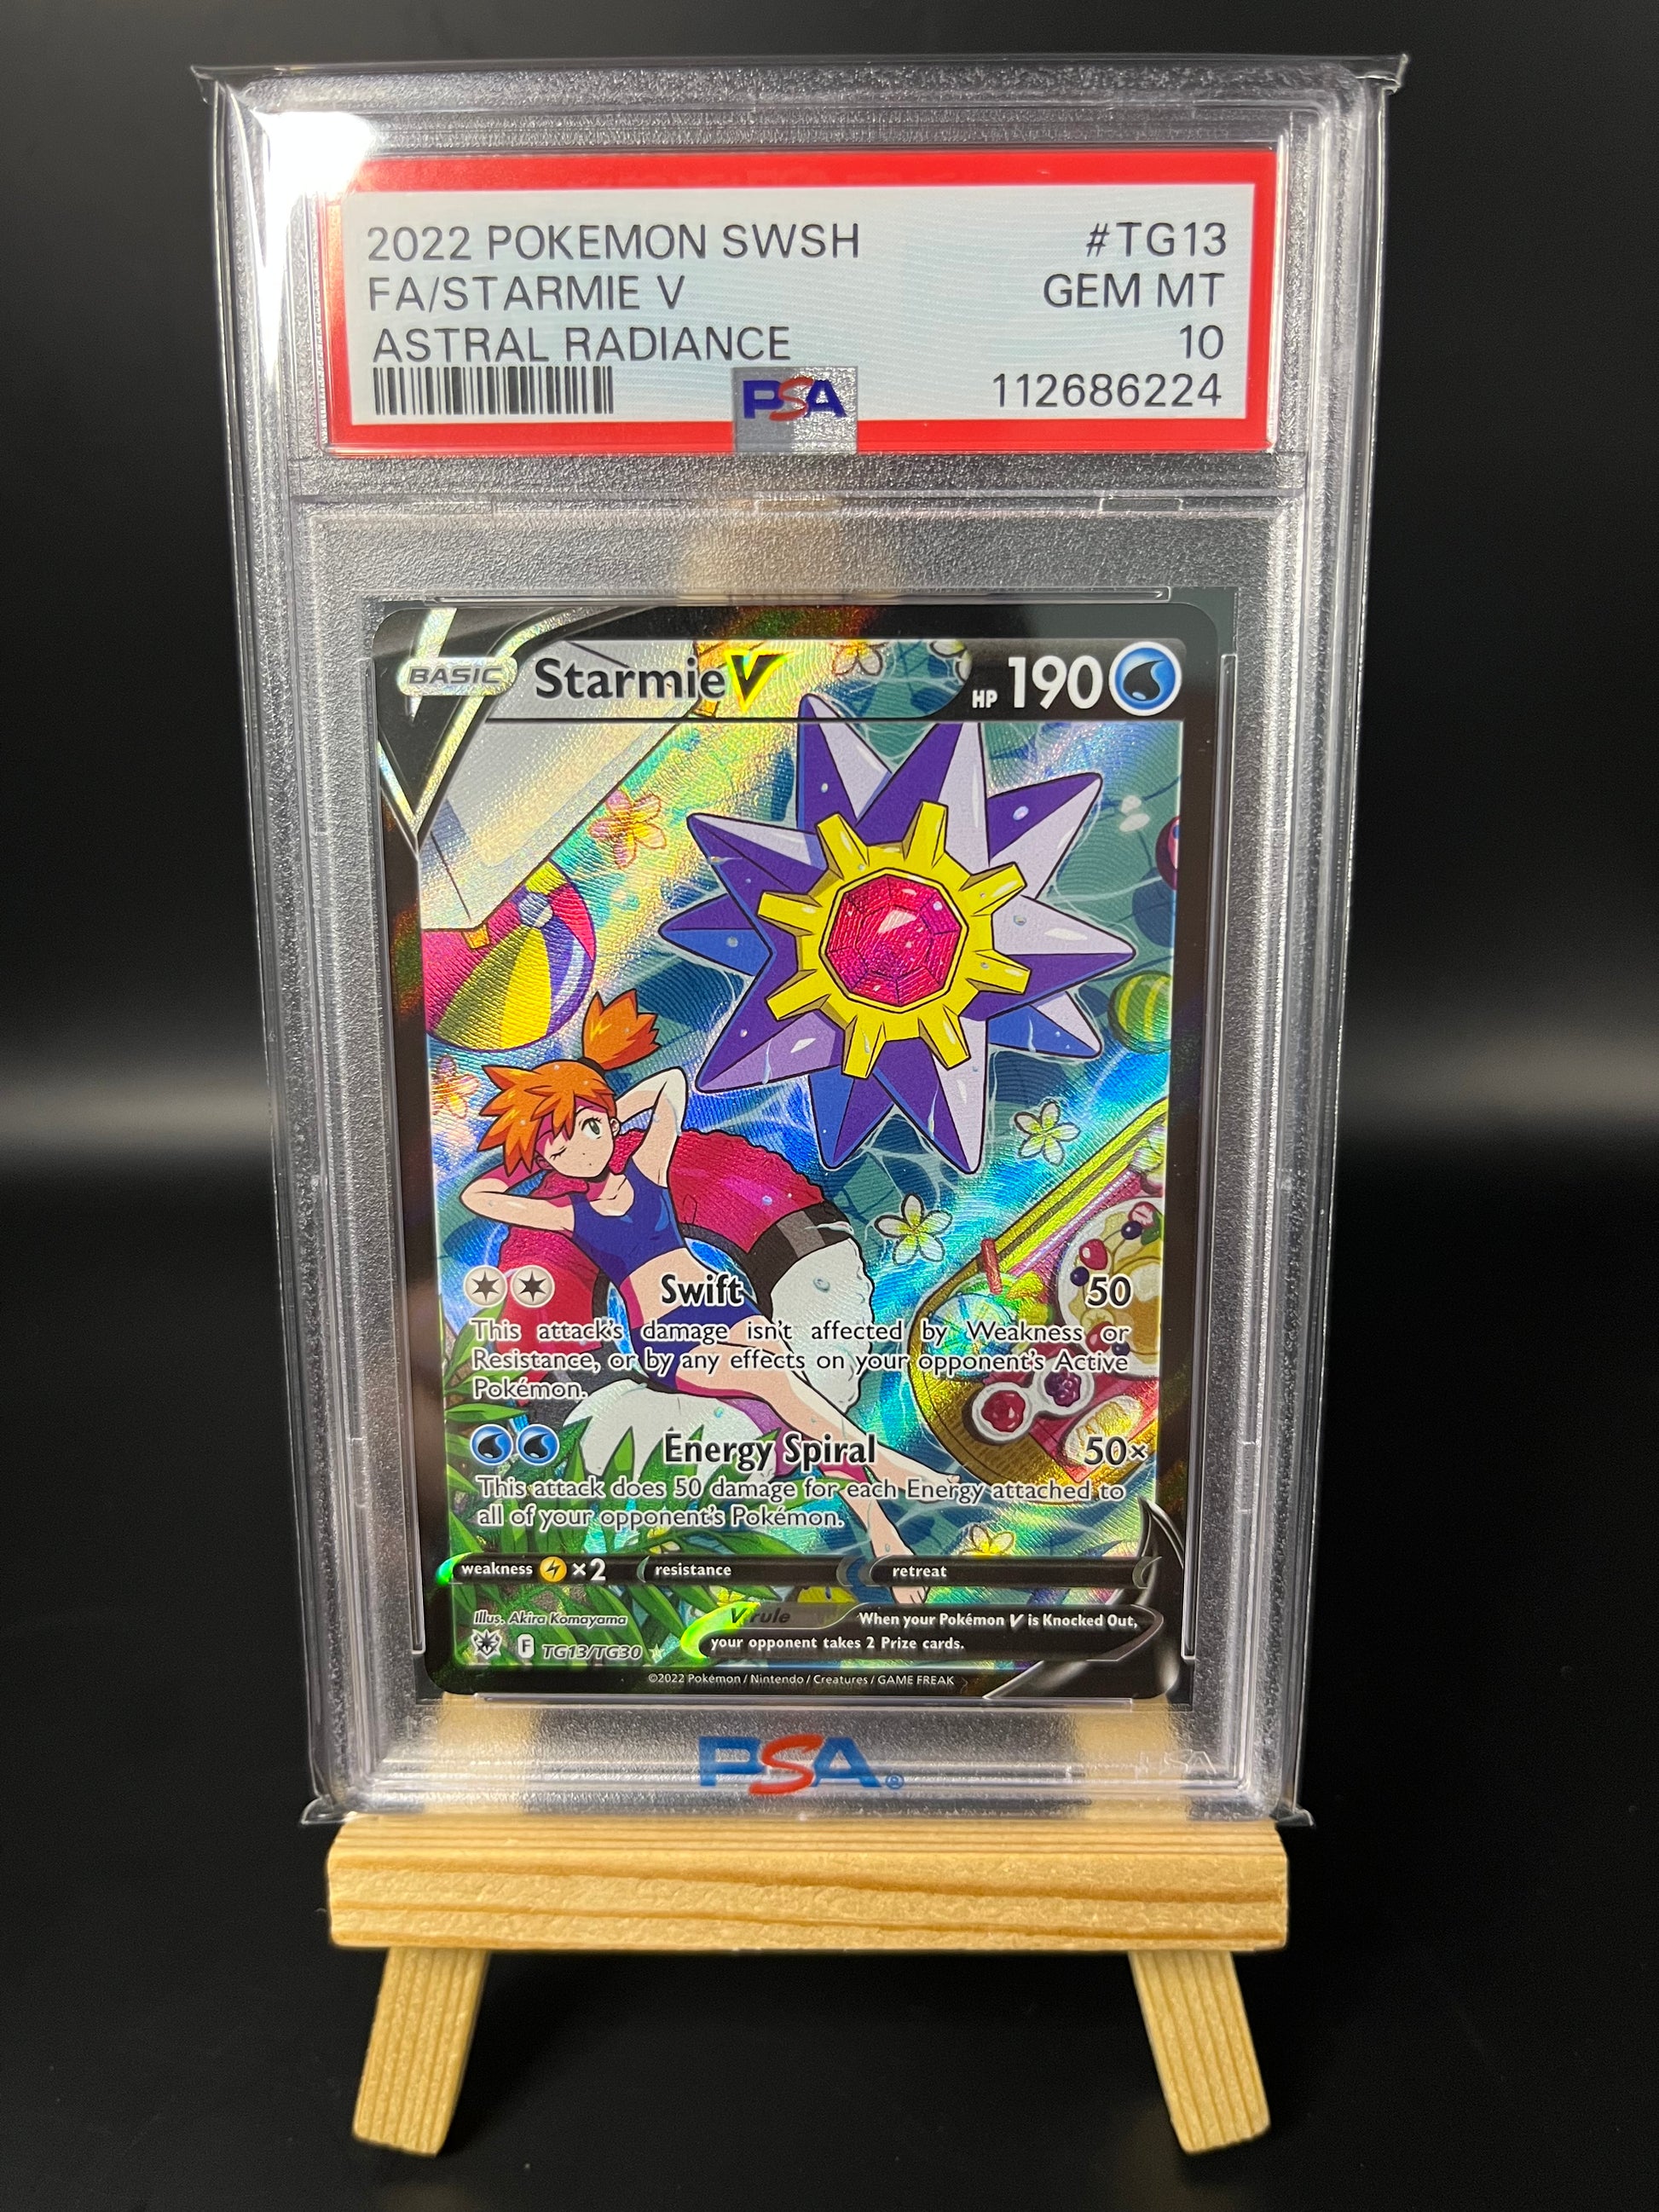 2022 POKEMON SWSH #TG13
FA/STARMIE V GEM MT
ASTRAL RADIANCE 10
PSA 112686224
BASIC Starmie V HP 190
Swift 50
This attack's damage isn't affected by Weakness or
Resistance, or by any effects on your opponent's Active
Pokémon.
Energy Spiral 50×
This attack does 50 damage for each Energy attached to
all of your opponent's Pokémon.
weakness ×2 resistance retreat
Illus. Akira Komayama
V rule When your Pokémon V is Knocked Out,
your opponent takes 2 Prize cards.
F TG13/TG30
©2022 Pokémon / Nintendo / Creatures / GAME FREAK
PSA®